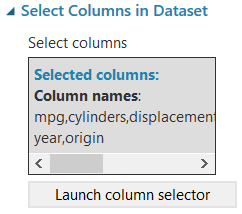 Select Columns in Dataset
Select columns
Selected columns:
Column names:
mpg,cylinders,displacement
year,origin
Launch column selector